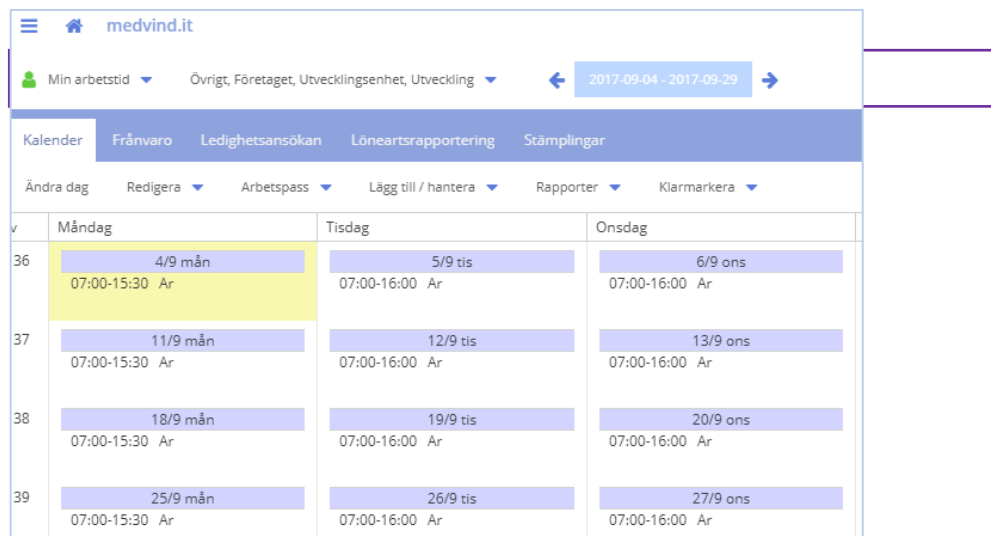 medvind.it
Min arbetstid Övrigt, Företaget, Utvecklingsenhet, Utveckling 2017-09-04 - 2017-09-29
Kalender Frånvaro Ledighetsansökan Löneartsrapportering Stämplingar
Ändra dag Redigera Arbetspass Lägg till / hantera Rapporter Klarmarkera
v Måndag Tisdag Onsdag
36 4/9 mån 5/9 tis 6/9 ons
07:00-15:30 Ar 07:00-16:00 Ar 07:00-16:00 Ar
37 11/9 mån 12/9 tis 13/9 ons
07:00-15:30 Ar 07:00-16:00 Ar 07:00-16:00 Ar
38 18/9 mån 19/9 tis 20/9 ons
07:00-15:30 Ar 07:00-16:00 Ar 07:00-16:00 Ar
39 25/9 mån 26/9 tis 27/9 ons
07:00-15:30 Ar 07:00-16:00 Ar 07:00-16:00 Ar